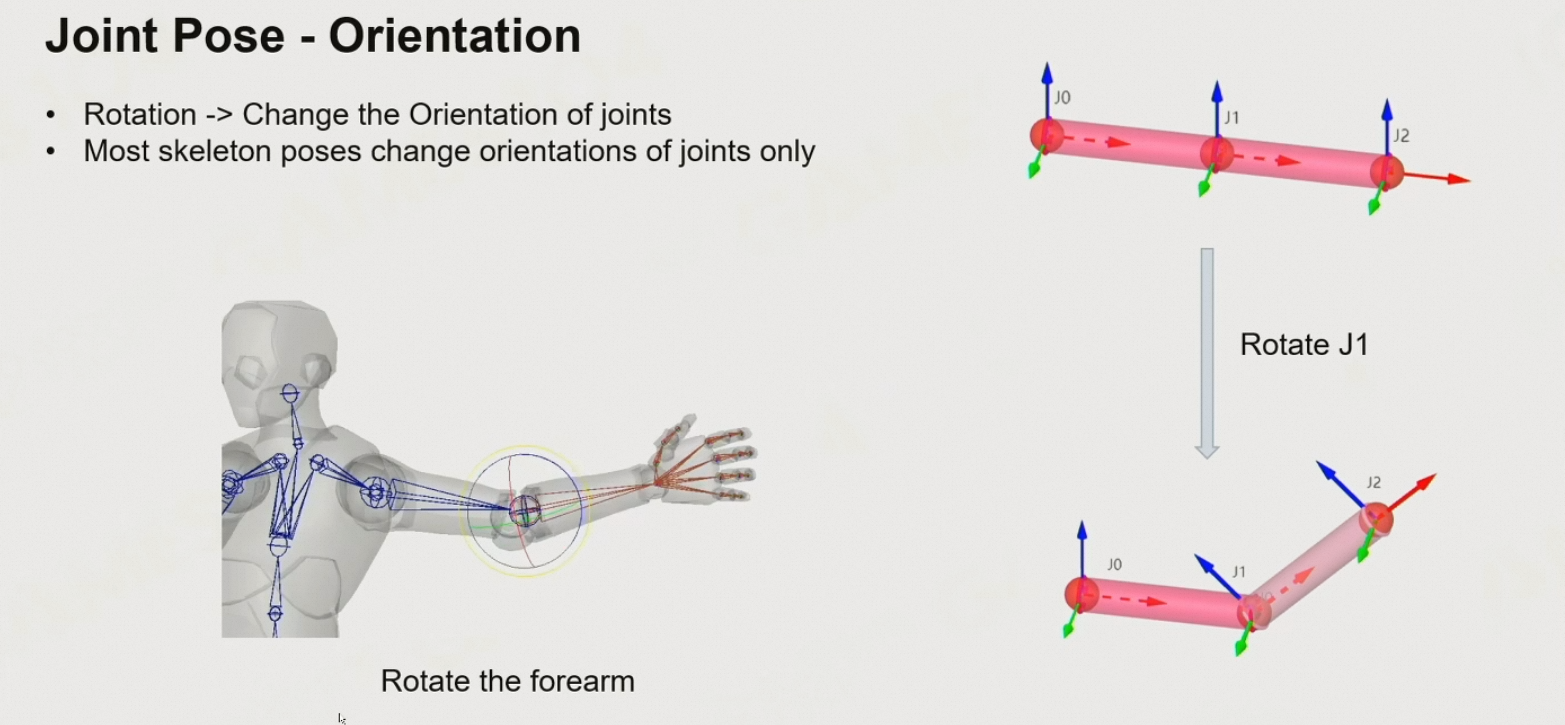 Joint Pose - Orientation
• Rotation -> Change the Orientation of joints
• Most skeleton poses change orientations of joints only
J0
J1
J2
Rotate J1
J2
J0
J1
Rotate the forearm